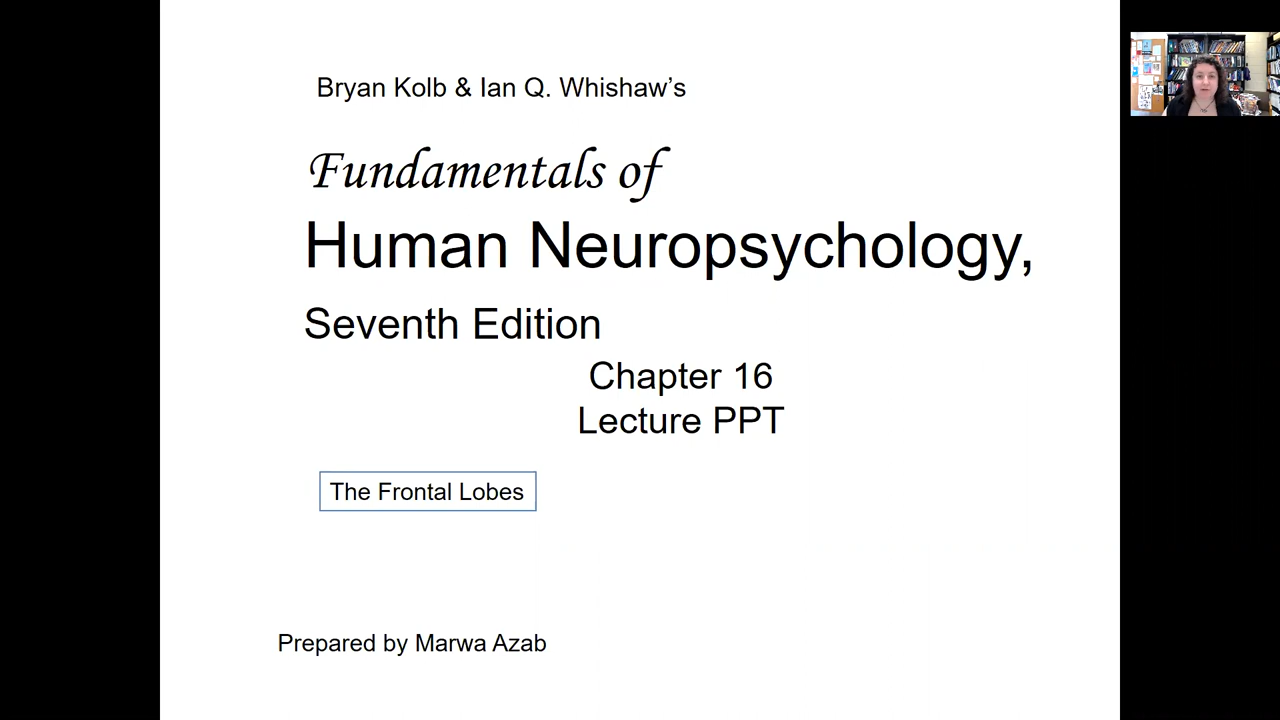 Bryan Kolb & Ian Q. Whishaw’s
Fundamentals of
Human Neuropsychology,
Seventh Edition
Chapter 16
Lecture PPT
The Frontal Lobes
Prepared by Marwa Azab